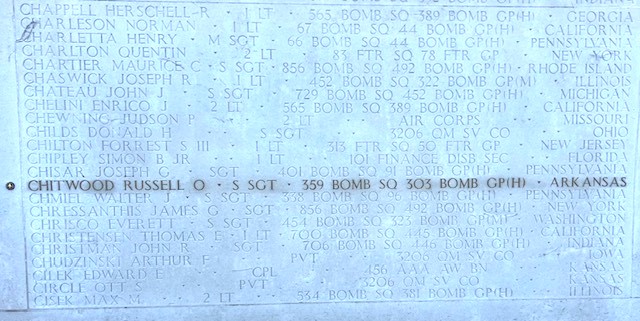 CHAPPELL HERSCHELL R · 1 LT · 565 BOMB SQ 389 BOMB GP(H) · GEORGIA
CHARLESON NORMAN · 1 LT · 67 BOMB SQ 44 BOMB GP(H) · CALIFORNIA
CHARLETTA HENRY · M SGT · 66 BOMB SQ 44 BOMB GP(H) · PENNSYLVANIA
CHARLTON QUENTIN · 2 LT · 83 FTR SQ 78 FTR GP · NEW YORK
CHARTIER MAURICE C · S SGT · 856 BOMB SQ 492 BOMB GP(H) · RHODE ISLAND
CHASWICK JOSEPH R · 1 LT · 452 BOMB SQ 322 BOMB GP(M) · ILLINOIS
CHATEAU JOHN J · S SGT · 729 BOMB SQ 452 BOMB GP(H) · MICHIGAN
CHELINI ENRICO J · 2 LT · 565 BOMB SQ 389 BOMB GP(H) · CALIFORNIA
CHEWNING JUDSON P · 2 LT · AIR CORPS · MISSOURI
CHILDS DONALD H · S SGT · 3206 QM SV CO · OHIO
CHILTON FORREST S III · 1 LT · 313 FTR SQ 50 FTR GP · NEW JERSEY
CHIPLEY SIMON B JR · 1 LT · 101 FINANCE DISB SEC · FLORIDA
CHISAR JOSEPH G · SGT · 401 BOMB SQ 91 BOMB GP(H) · PENNSYLVANIA
CHITWOOD RUSSELL O · S SGT · 359 BOMB SQ 303 BOMB GP(H) · ARKANSAS
CHMIEL WALTER J · S SGT · 338 BOMB SQ 96 BOMB GP(H) · PENNSYLVANIA
CHRESSANTHIS JAMES G · SGT · 856 BOMB SQ 492 BOMB GP(H) · NEW YORK
CHRISCO EVERETT · S SGT · 454 BOMB SQ 323 BOMB GP(M) · WASHINGTON
CHRISTENSEN THOMAS E · 1 LT · 700 BOMB SQ 445 BOMB GP(H) · CALIFORNIA
JOHN R · SGT · 706 BOMB SQ 446 BOMB GP(H) · INDIANA
CHUDZINSKI ARTHUR F · PVT · 3206 QM SV CO · IOWA
CILEK EDWARD E · CPL · 456 AAA AW BN · KANSAS
CIRCLE OTT S · PVT · 3206 QM SV CO · KANSAS
CISEK MAX M · 2 LT · 534 BOMB SQ 381 BOMB GP(H) · ILLINOIS